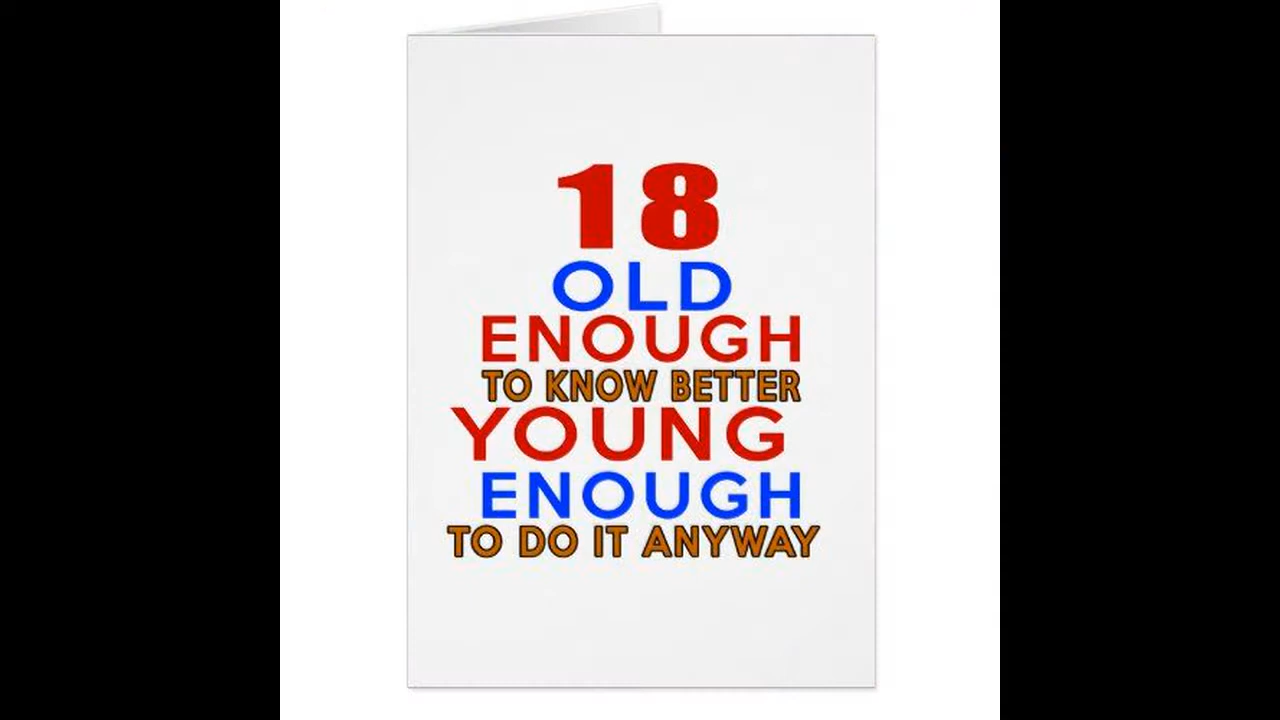 18
OLD
ENOUGH
TO KNOW BETTER
YOUNG
ENOUGH
TO DO IT ANYWAY